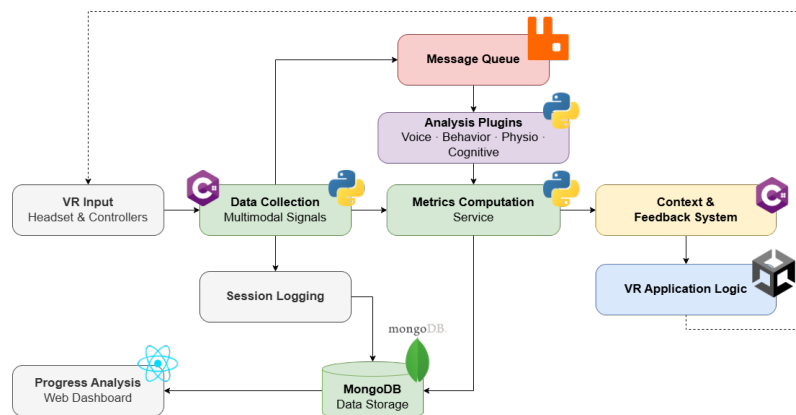 Message Queue
Analysis Plugins
Voice · Behavior · Physio ·
Cognitive
VR Input
Headset & Controllers
C#
Data Collection
Multimodal Signals
Metrics Computation
Service
Context &
Feedback System
C#
Session Logging
VR Application Logic
mongoDB.
Progress Analysis
Web Dashboard
MongoDB
Data Storage